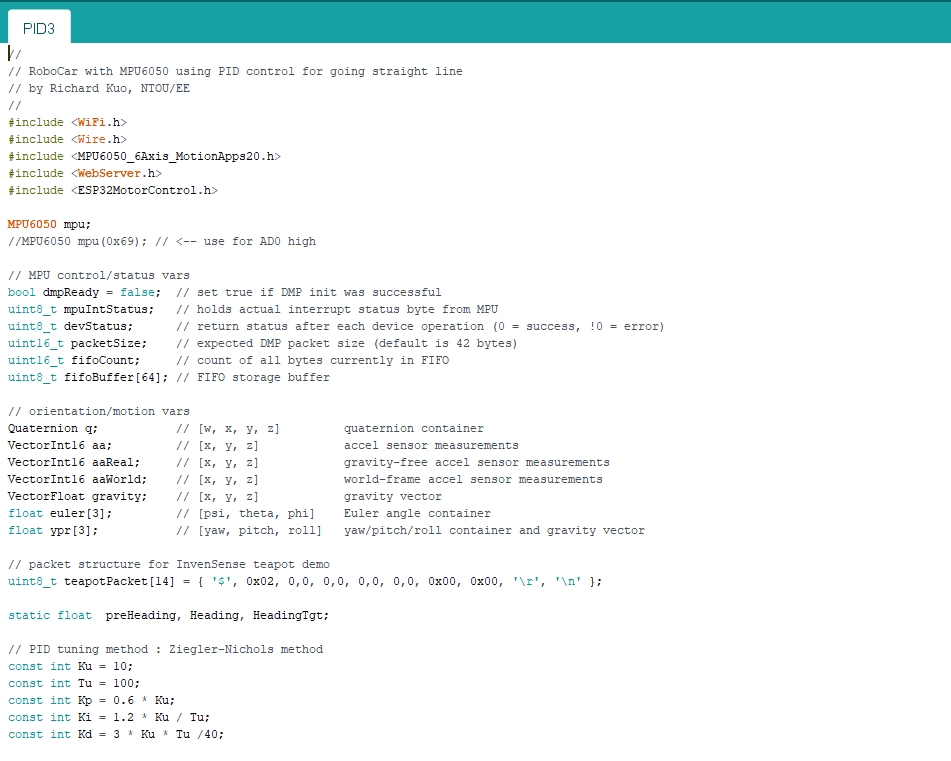 PID3
//
// RoboCar with MPU6050 using PID control for going straight line
// by Richard Kuo, NTOU/EE
//
#include <WiFi.h>
#include <Wire.h>
#include <MPU6050_6Axis_MotionApps20.h>
#include <WebServer.h>
#include <ESP32MotorControl.h>

MPU6050 mpu;
//MPU6050 mpu(0x69); // <-- use for AD0 high

// MPU control/status vars
bool dmpReady = false;  // set true if DMP init was successful
uint8_t mpuIntStatus;   // holds actual interrupt status byte from MPU
uint8_t devStatus;      // return status after each device operation (0 = success, !0 = error)
uint16_t packetSize;    // expected DMP packet size (default is 42 bytes)
uint16_t fifoCount;     // count of all bytes currently in FIFO
uint8_t fifoBuffer[64]; // FIFO storage buffer

// orientation/motion vars
Quaternion q;           // [w, x, y, z]         quaternion container
VectorInt16 aa;         // [x, y, z]            accel sensor measurements
VectorInt16 aaReal;     // [x, y, z]            gravity-free accel sensor measurements
VectorInt16 aaWorld;    // [x, y, z]            world-frame accel sensor measurements
VectorFloat gravity;    // [x, y, z]            gravity vector
float euler[3];         // [psi, theta, phi]    Euler angle container
float ypr[3];           // [yaw, pitch, roll]   yaw/pitch/roll container and gravity vector

// packet structure for InvenSense teapot demo
uint8_t teapotPacket[14] = { '$', 0x02, 0,0, 0,0, 0,0, 0,0, 0x00, 0x00, '\r', '\n' };

static float  preHeading, Heading, HeadingTgt;

// PID tuning method : Ziegler-Nichols method
const int Ku = 10;
const int Tu = 100;
const int Kp = 0.6 * Ku;
const int Ki = 1.2 * Ku / Tu;
const int Kd = 3 * Ku * Tu /40;